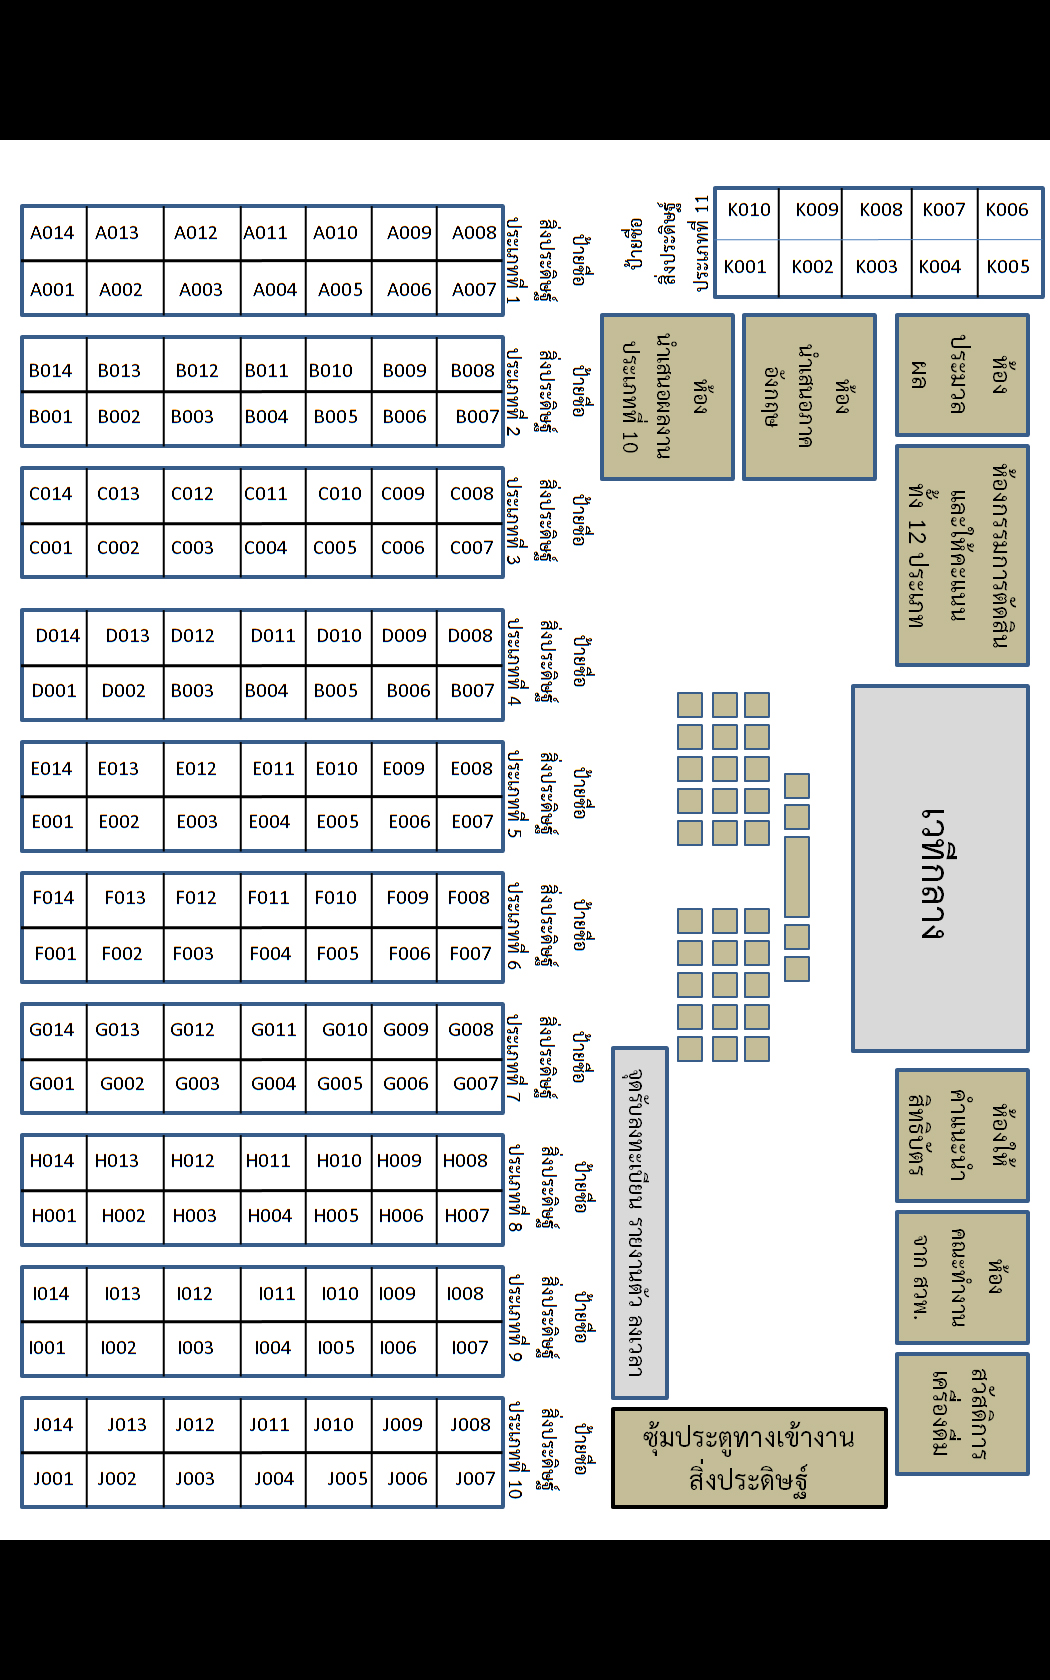 A014 A013 A012 A011 A010 A009 A008
A001 A002 A003 A004 A005 A006 A007
ป้ายชื่อ
สิ่งประดิษฐ์
ประเภทที่ 1
B014 B013 B012 B011 B010 B009 B008
B001 B002 B003 B004 B005 B006 B007
ป้ายชื่อ
สิ่งประดิษฐ์
ประเภทที่ 2
C014 C013 C012 C011 C010 C009 C008
C001 C002 C003 C004 C005 C006 C007
ป้ายชื่อ
สิ่งประดิษฐ์
ประเภทที่ 3
D014 D013 D012 D011 D010 D009 D008
D001 D002 B003 B004 B005 B006 B007
ป้ายชื่อ
สิ่งประดิษฐ์
ประเภทที่ 4
E014 E013 E012 E011 E010 E009 E008
E001 E002 E003 E004 E005 E006 E007
ป้ายชื่อ
สิ่งประดิษฐ์
ประเภทที่ 5
F014 F013 F012 F011 F010 F009 F008
F001 F002 F003 F004 F005 F006 F007
ป้ายชื่อ
สิ่งประดิษฐ์
ประเภทที่ 6
G014 G013 G012 G011 G010 G009 G008
G001 G002 G003 G004 G005 G006 G007
ป้ายชื่อ
สิ่งประดิษฐ์
ประเภทที่ 7
H014 H013 H012 H011 H010 H009 H008
H001 H002 H003 H004 H005 H006 H007
ป้ายชื่อ
สิ่งประดิษฐ์
ประเภทที่ 8
I014 I013 I012 I011 I010 I009 I008
I001 I002 I003 I004 I005 I006 I007
ป้ายชื่อ
สิ่งประดิษฐ์
ประเภทที่ 9
J014 J013 J012 J011 J010 J009 J008
J001 J002 J003 J004 J005 J006 J007
ป้ายชื่อ
สิ่งประดิษฐ์
ประเภทที่ 10
ป้ายชื่อ
สิ่งประดิษฐ์
ประเภทที่ 11
K010 K009 K008 K007 K006
K001 K002 K003 K004 K005
ห้อง
นำเสนอผลงาน
ประเภทที่ 10
ห้อง
นำเสนอภาค
อังกฤษ
ห้อง
ประมวล
ผล
ห้องกรรมการตัดสิน
และให้คะแนน
ทั้ง 12 ประเภท
เวทีกลาง
จุดรับลงทะเบียน รายงานตัว ลงเวลา
ห้องให้
คำแนะนำ
สิทธิบัตร
ห้อง
คณะทำงาน
จาก สวพ.
สวัสดิการ
เครื่องดื่ม
ซุ้มประตูทางเข้างาน
สิ่งประดิษฐ์